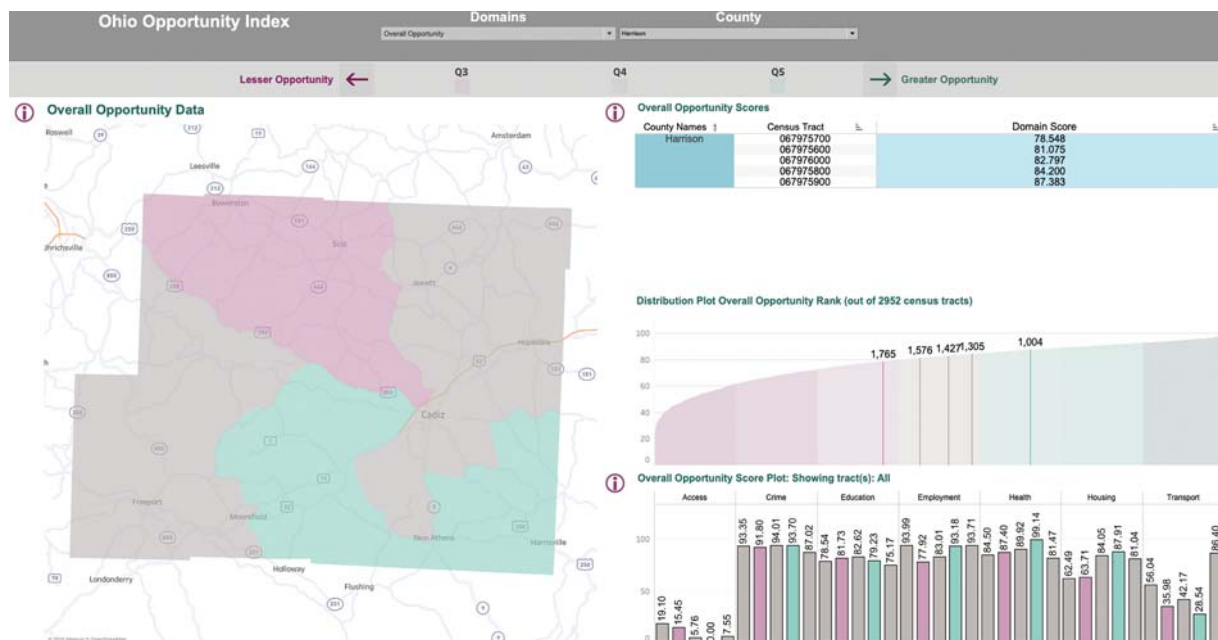 Ohio Opportunity Index
Domains
County
Overall Opportunity
Harrison
Lesser Opportunity
Q3
Q4
Q5
Greater Opportunity
Overall Opportunity Data
Roswell
Amsterdam
Leesville
Bowerston
Scio
Jewett
Hopedale
Cadiz
Freeport
Moorefield
New Athens
Harrisville
Londonderry
Holloway
Flushing
Overall Opportunity Scores
County Names Census Tract Domain Score
Harrison 067975700 78.548
067975600 81.075
067976000 82.797
067975800 84.200
067975900 87.383
Distribution Plot Overall Opportunity Rank (out of 2952 census tracts)
100
80
60
40
20
0
1,765 1,576 1,427 1,305 1,004
Overall Opportunity Score Plot: Showing tract(s): All
Access Crime Education Employment Health Housing Transport
100
50
0
19.10 15.45 5.76 0.00 7.55
93.35 91.80 94.01 93.70 87.02
78.54 81.73 82.62 79.23 75.17
93.99 77.92 83.01 93.18 93.71
84.50 87.40 89.92 99.14 81.47
62.49 63.71 84.05 87.91 81.04
56.04 35.98 42.17 28.54 86.40